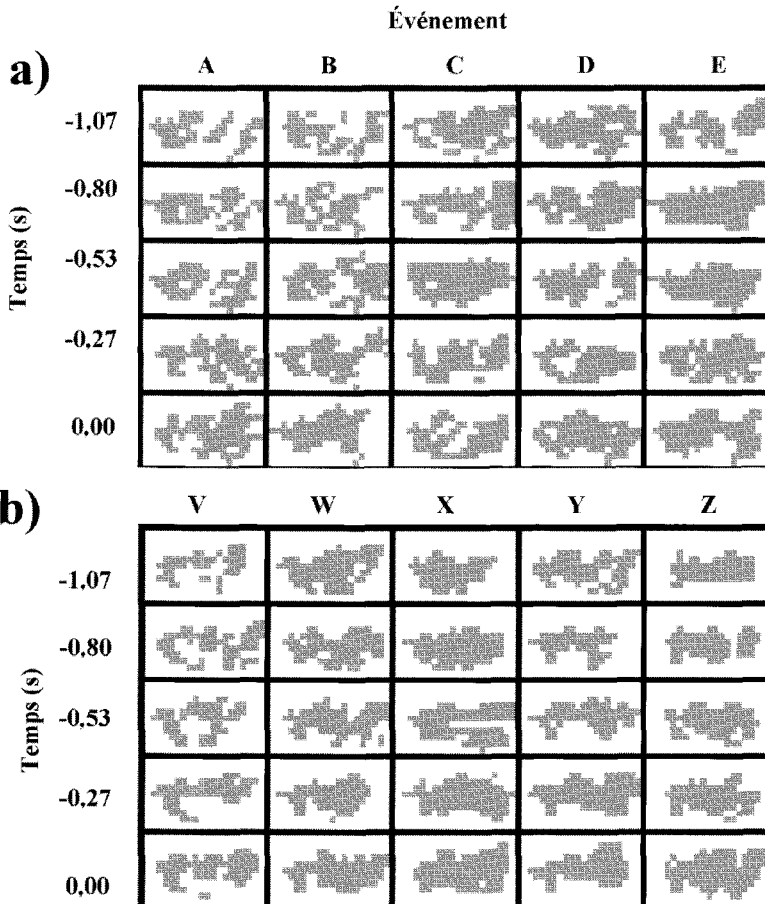 Événement
a)
A B C D E
-1,07
-0,80
-0,53
-0,27
0,00
Temps (s)
b)
V W X Y Z
-1,07
-0,80
-0,53
-0,27
0,00
Temps (s)